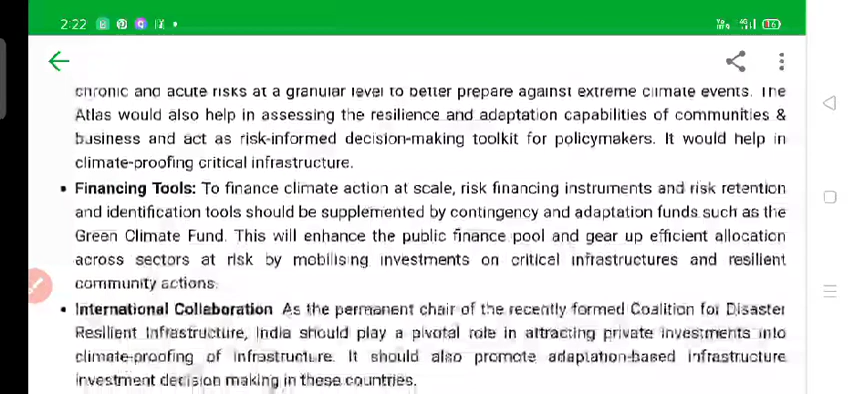 2:22
chronic and acute risks at a granular level to better prepare against extreme climate events. The
Atlas would also help in assessing the resilience and adaptation capabilities of communities &
business and act as risk-informed decision-making toolkit for policymakers. It would help in
climate-proofing critical infrastructure.
• Financing Tools: To finance climate action at scale, risk financing instruments and risk retention
and identification tools should be supplemented by contingency and adaptation funds such as the
Green Climate Fund. This will enhance the public finance pool and gear up efficient allocation
across sectors at risk by mobilising investments on critical infrastructures and resilient
community actions.
• International Collaboration As the permanent chair of the recently formed Coalition for Disaster
Resilient Infrastructure, India should play a pivotal role in attracting private investments into
climate-proofing of infrastructure. It should also promote adaptation-based infrastructure
investment decision making in these countries.